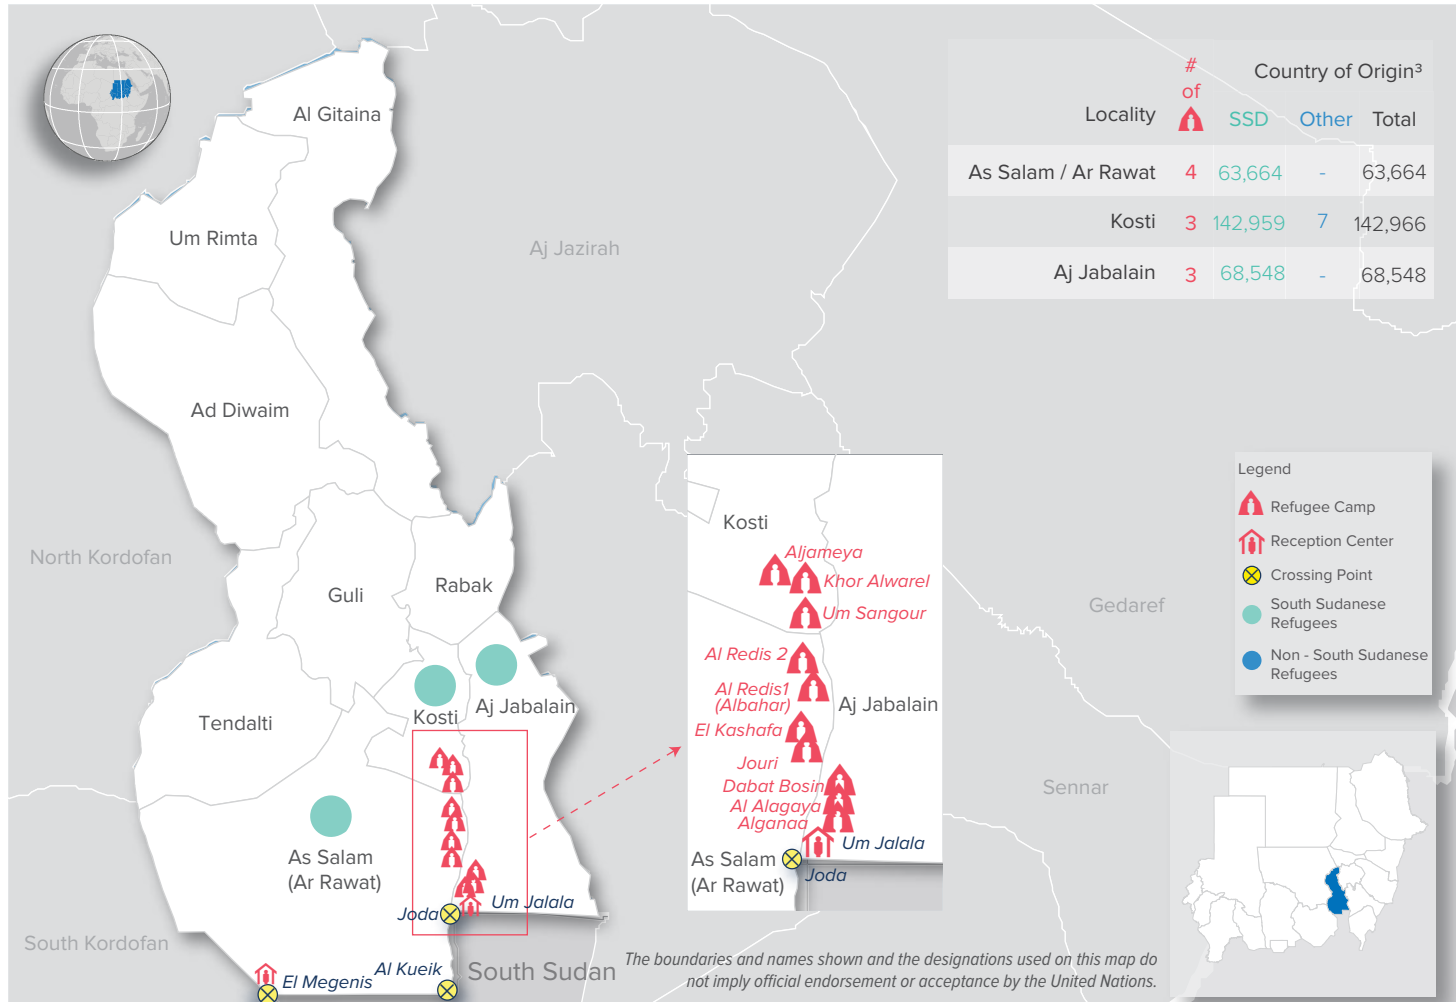 Al Gitaina
Um Rimta
Aj Jazirah
Ad Diwaim
North Kordofan
Guli
Rabak
Gedaref
Tendalti
Kosti
Aj Jabalain
Sennar
As Salam
(Ar Rawat)
Um Jalala
Joda
South Kordofan
El Megenis
Al Kueik
South Sudan
# of
Country of Origin³
Locality SSD Other Total
As Salam / Ar Rawat 4 63,664 - 63,664
Kosti 3 142,959 7 142,966
Aj Jabalain 3 68,548 - 68,548
Kosti
Aljameya
Khor Alwarel
Um Sangour
Al Redis 2
Al Redis1
(Albahar)
Aj Jabalain
El Kashafa
Jouri
Dabat Bosin
Al Alagaya
Alganaa
Um Jalala
As Salam
(Ar Rawat)
Joda
Legend
Refugee Camp
Reception Center
Crossing Point
South Sudanese
Refugees
Non - South Sudanese
Refugees
The boundaries and names shown and the designations used on this map do
not imply official endorsement or acceptance by the United Nations.